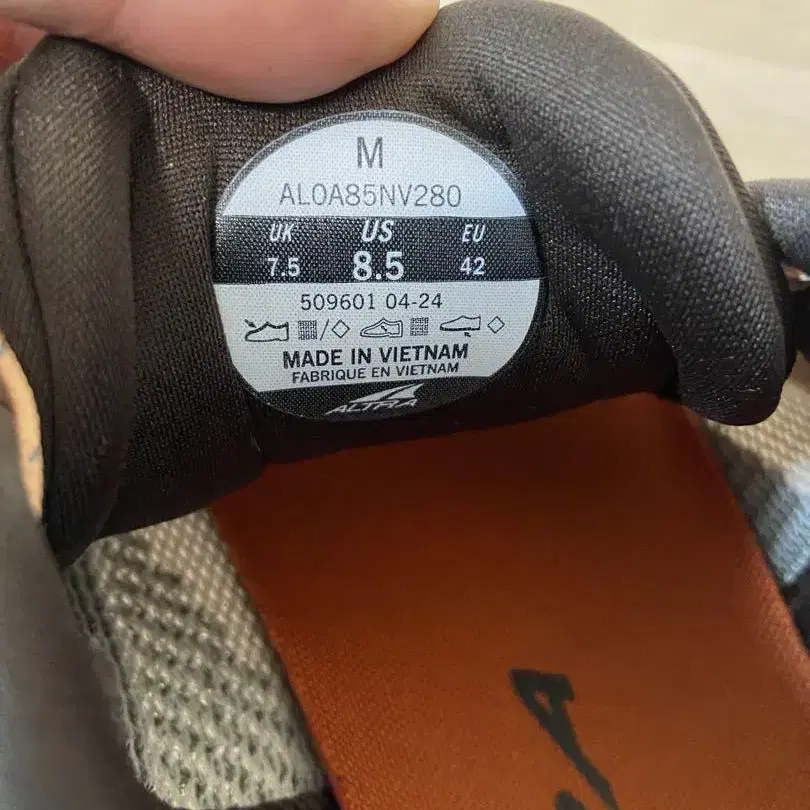 M
AL0A85NV280
UK US EU
7.5 8.5 42
509601 04-24
MADE IN VIETNAM
FABRIQUE EN VIETNAM
ALTRA